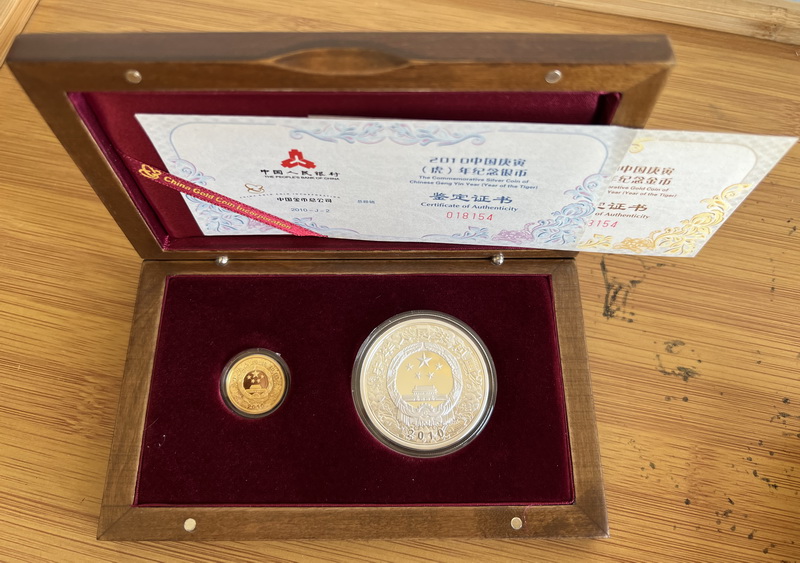 中国人民银行
THE PEOPLE'S BANK OF CHINA
中国金币总公司
2010-J-2
China Gold Coin Incorporation
2010中国庚寅
(虎)年纪念银币
The Commemorative Silver Coin of
Chinese Geng Yin Year (Year of the Tiger)
鉴定证书
Certificate of Authenticity
018154
中国庚寅
年纪念金币
Gold Coin of
Year (Year of the Tiger)
证书
of Authenticity
3154
2010